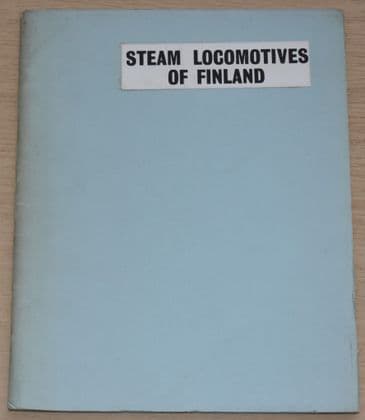 STEAM LOCOMOTIVES
OF FINLAND